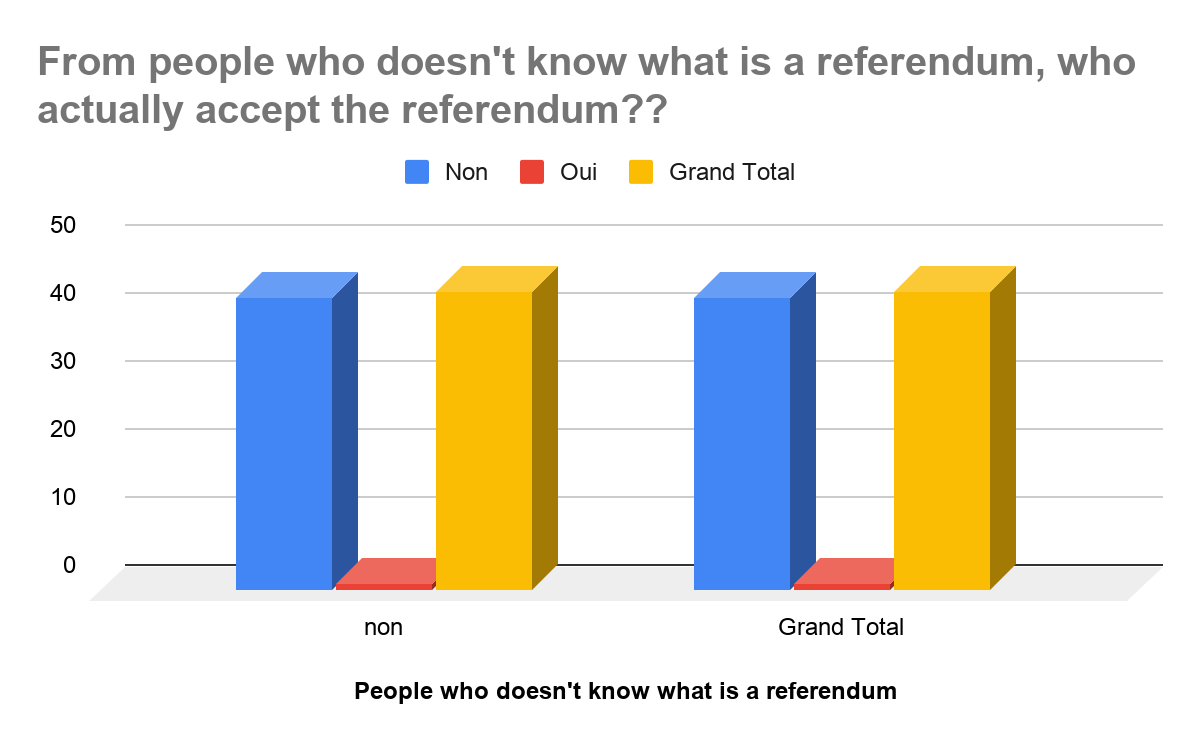 From people who doesn't know what is a referendum, who
actually accept the referendum??
Non Oui Grand Total
50
40
30
20
10
0
non Grand Total
People who doesn't know what is a referendum